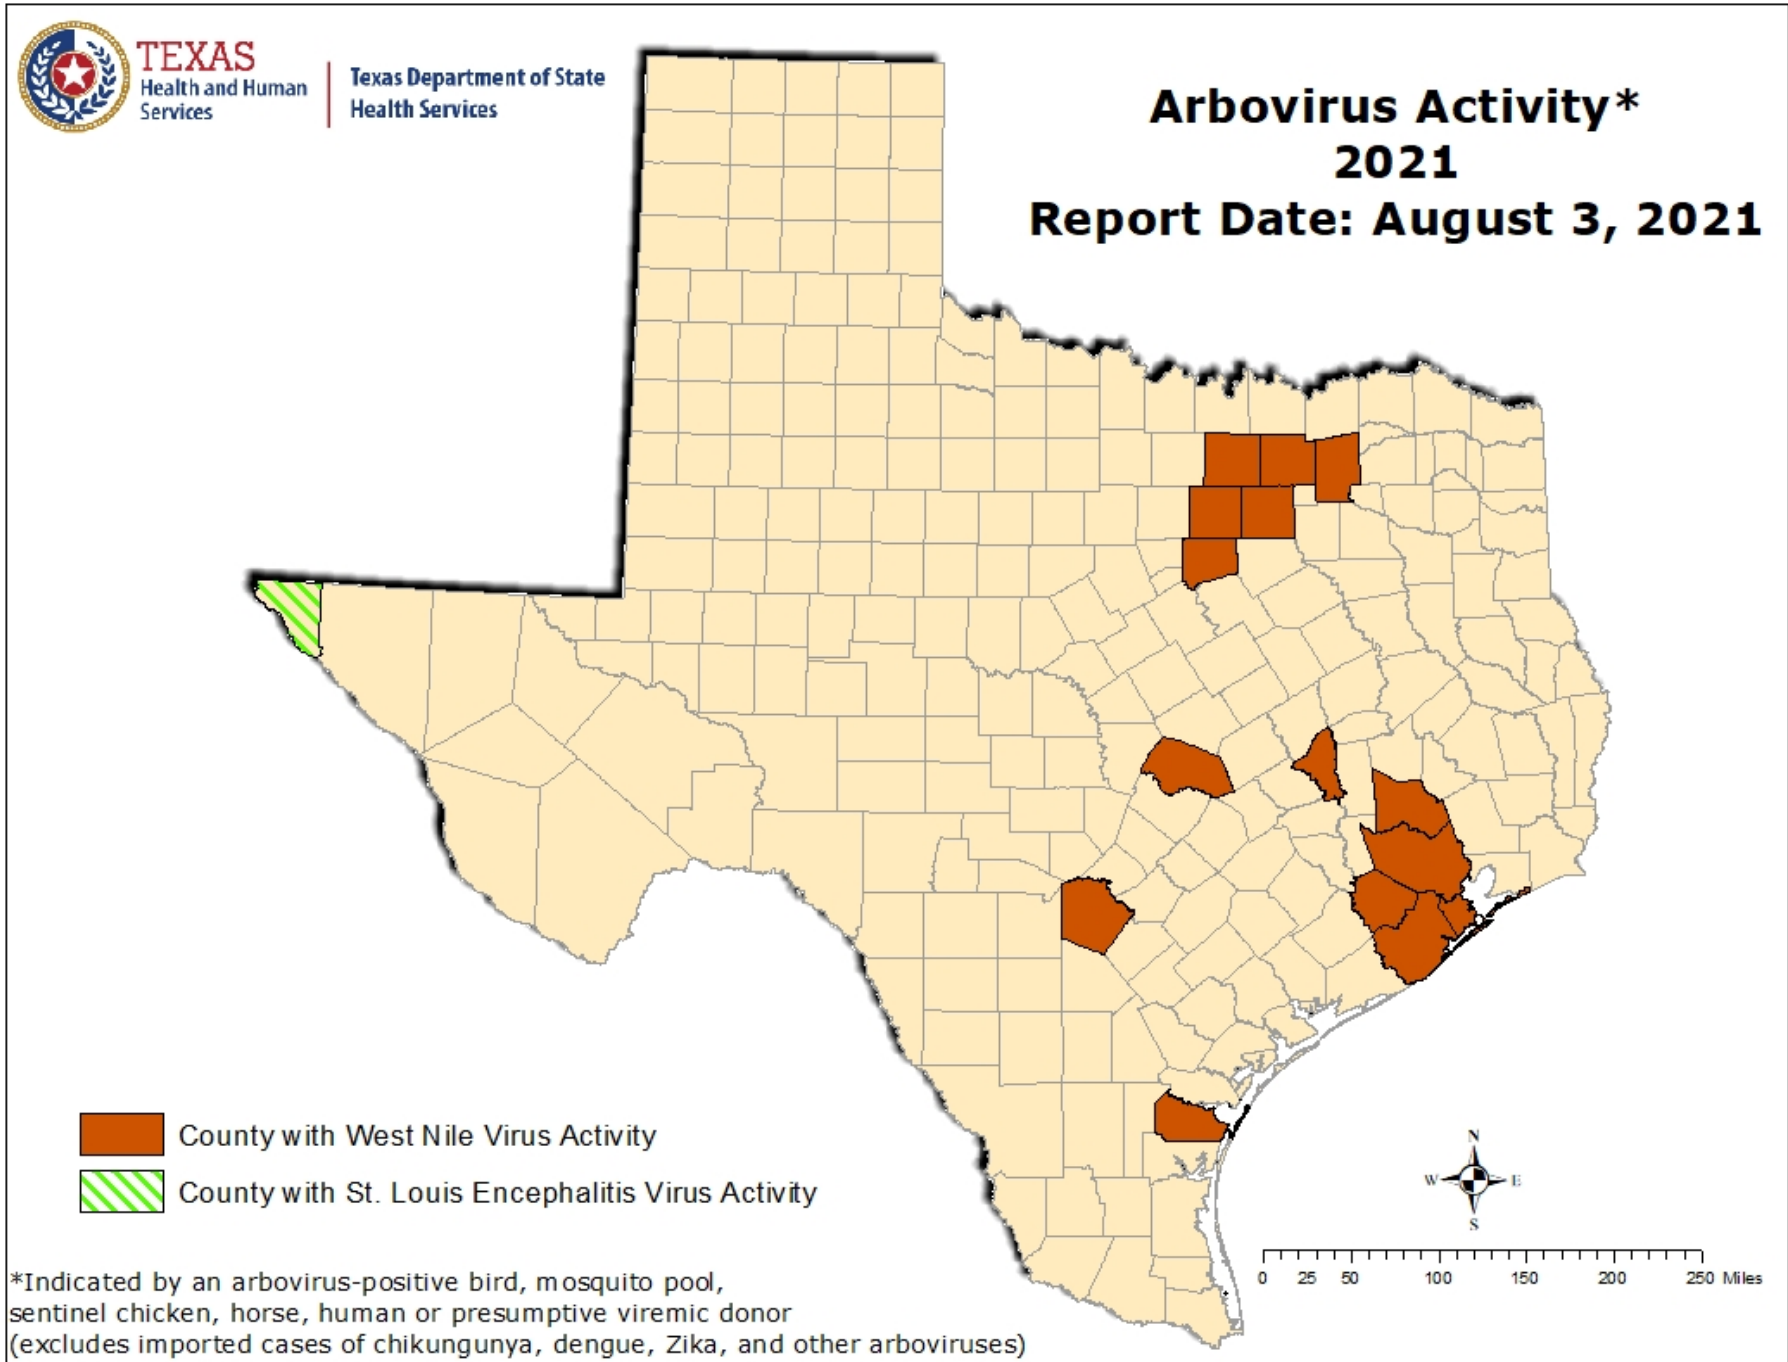 TEXAS
Health and Human
Services
Texas Department of State
Health Services
Arbovirus Activity*
2021
Report Date: August 3, 2021
County with West Nile Virus Activity
County with St. Louis Encephalitis Virus Activity
N
W E
S
0 25 50 100 150 200 250 Miles
*Indicated by an arbovirus-positive bird, mosquito pool,
sentinel chicken, horse, human or presumptive viremic donor
(excludes imported cases of chikungunya, dengue, Zika, and other arboviruses)